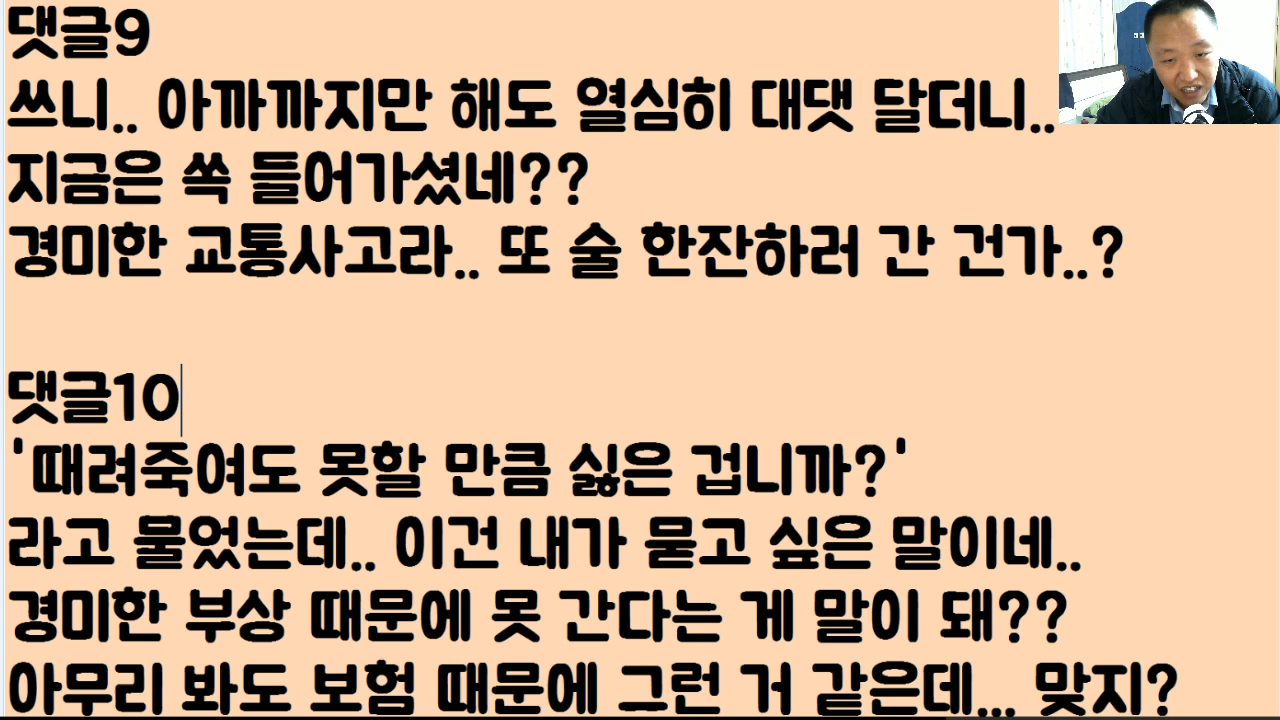 댓글9
쓰니.. 아까까지만 해도 열심히 대댓 달더니..
지금은 쏙 들어가셨네??
경미한 교통사고라.. 또 술 한잔하러 간 건가..?
댓글10
'때려죽여도 못할 만큼 싫은 겁니까?'
라고 물었는데.. 이건 내가 묻고 싶은 말이네..
경미한 부상 때문에 못 간다는 게 말이 돼??
아무리 봐도 보험 때문에 그런 거 같은데... 맞지?